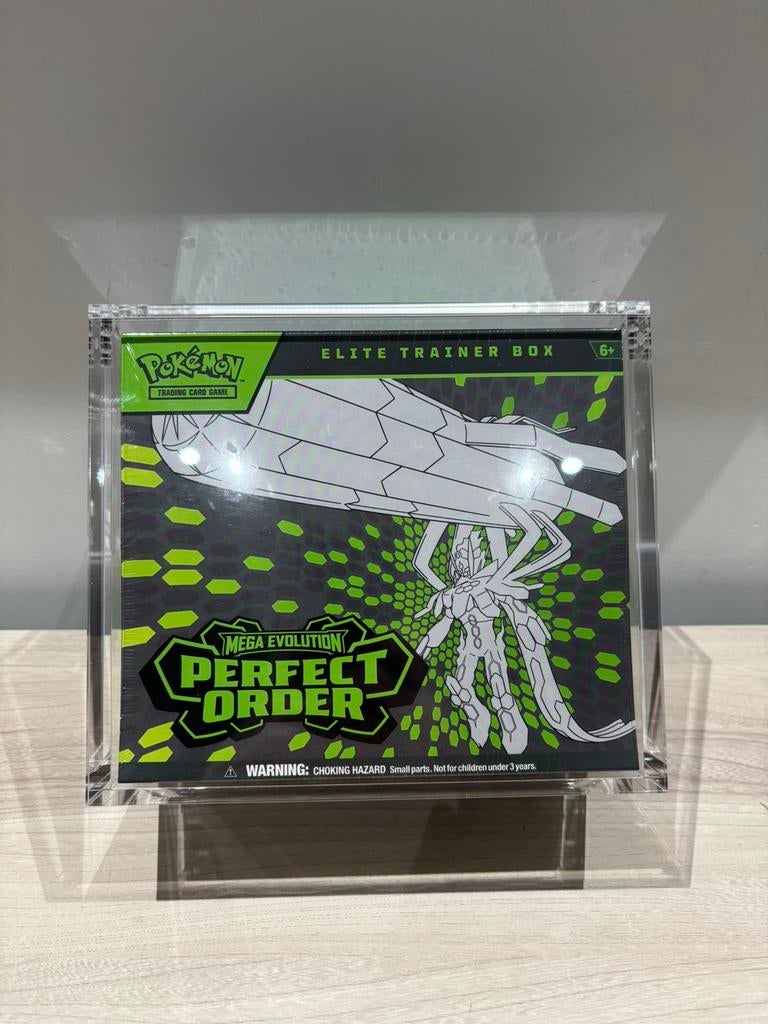 POKéMON
TRADING CARD GAME
ELITE TRAINER BOX
6+
MEGA EVOLUTION
PERFECT
ORDER
⚠ WARNING: CHOKING HAZARD Small parts. Not for children under 3 years.